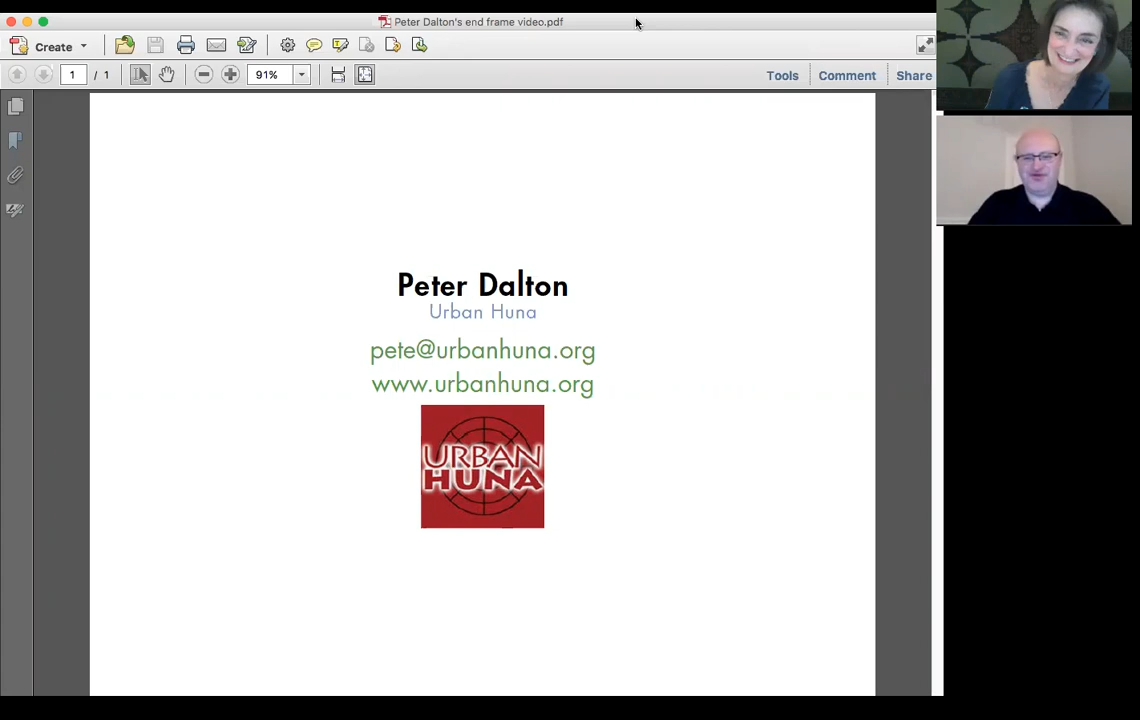 Peter Dalton's end frame video.pdf
Create
1 / 1
91%
Tools
Comment
Share
Peter Dalton
Urban Huna
pete@urbanhuna.org
www.urbanhuna.org
URBAN
HUNA